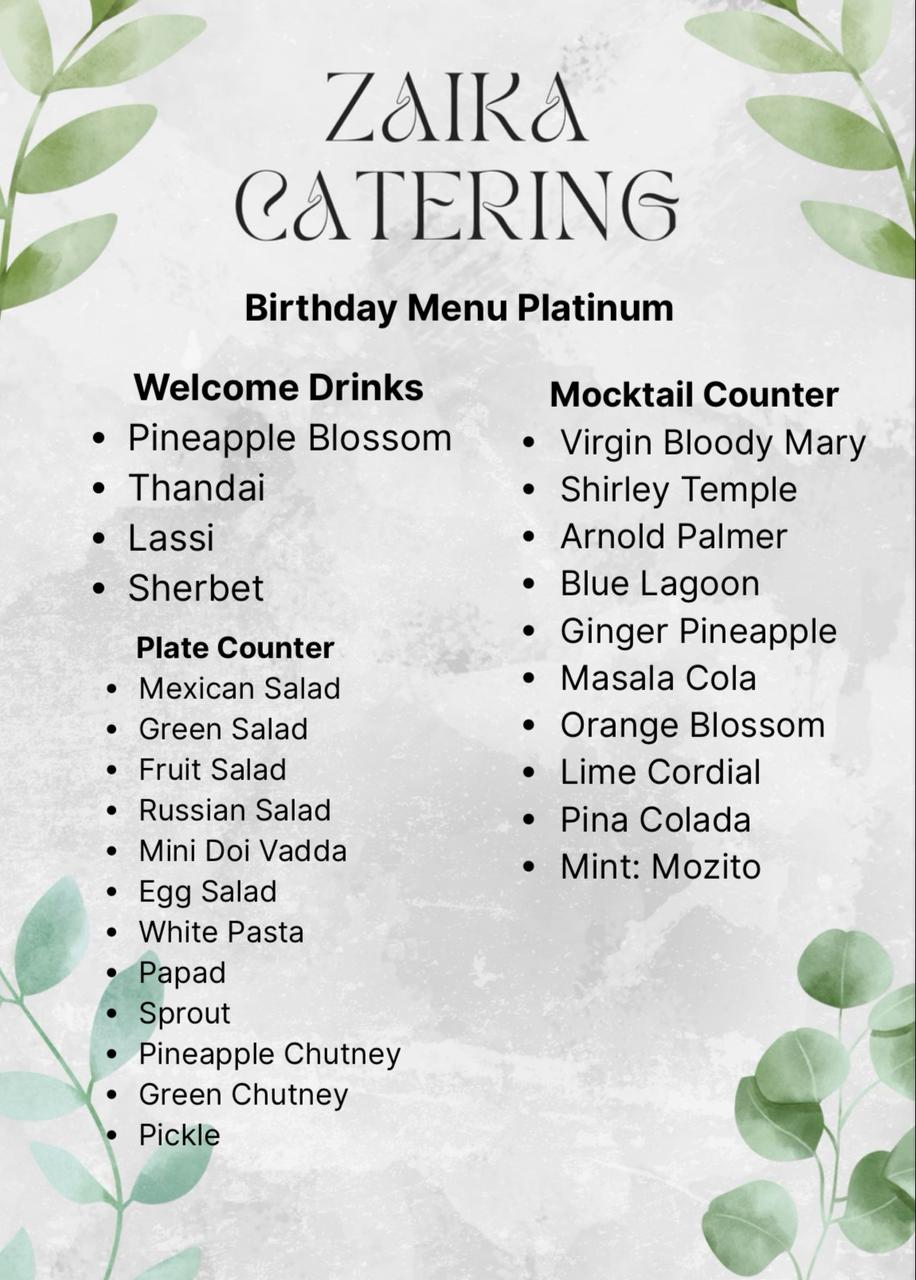 ZAIKA
CATERING
Birthday Menu Platinum
Welcome Drinks
• Pineapple Blossom
• Thandai
• Lassi
• Sherbet
Plate Counter
• Mexican Salad
• Green Salad
• Fruit Salad
• Russian Salad
• Mini Doi Vadda
• Egg Salad
• White Pasta
• Papad
• Sprout
• Pineapple Chutney
• Green Chutney
• Pickle
Mocktail Counter
• Virgin Bloody Mary
• Shirley Temple
• Arnold Palmer
• Blue Lagoon
• Ginger Pineapple
• Masala Cola
• Orange Blossom
• Lime Cordial
• Pina Colada
• Mint: Mozito